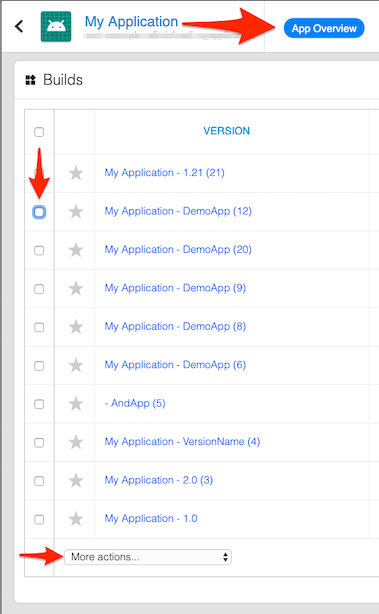 My Application
App Overview
Builds
VERSION
My Application - 1.21 (21)
My Application - DemoApp (12)
My Application - DemoApp (20)
My Application - DemoApp (9)
My Application - DemoApp (8)
My Application - DemoApp (6)
- AndApp (5)
My Application - VersionName (4)
My Application - 2.0 (3)
My Application - 1.0
More actions...